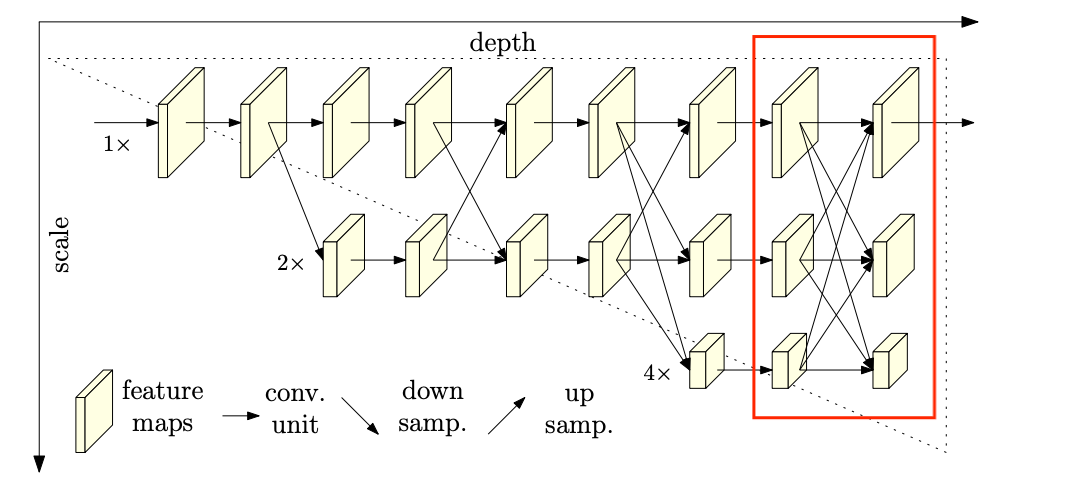 depth
1×
scale
2×
4×
feature
maps
conv.
unit
down
samp.
up
samp.